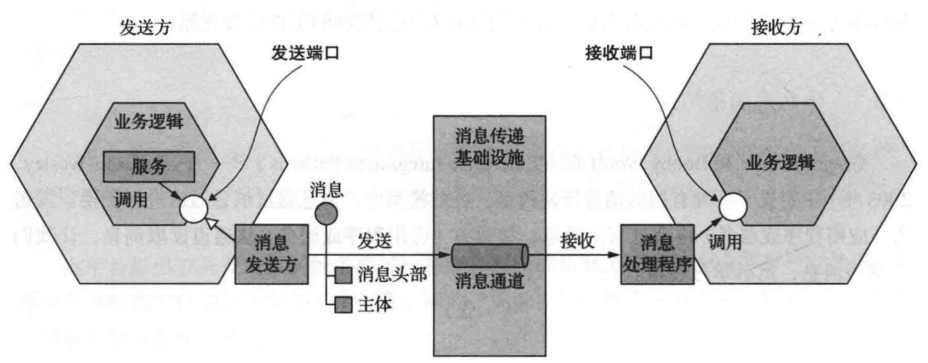 发送方
接收方
发送端口
接收端口
业务逻辑
服务
调用
消息
发送方
消息
发送
消息头部
主体
消息传递
基础设施
消息通道
接收
消息
处理程序
调用
业务逻辑